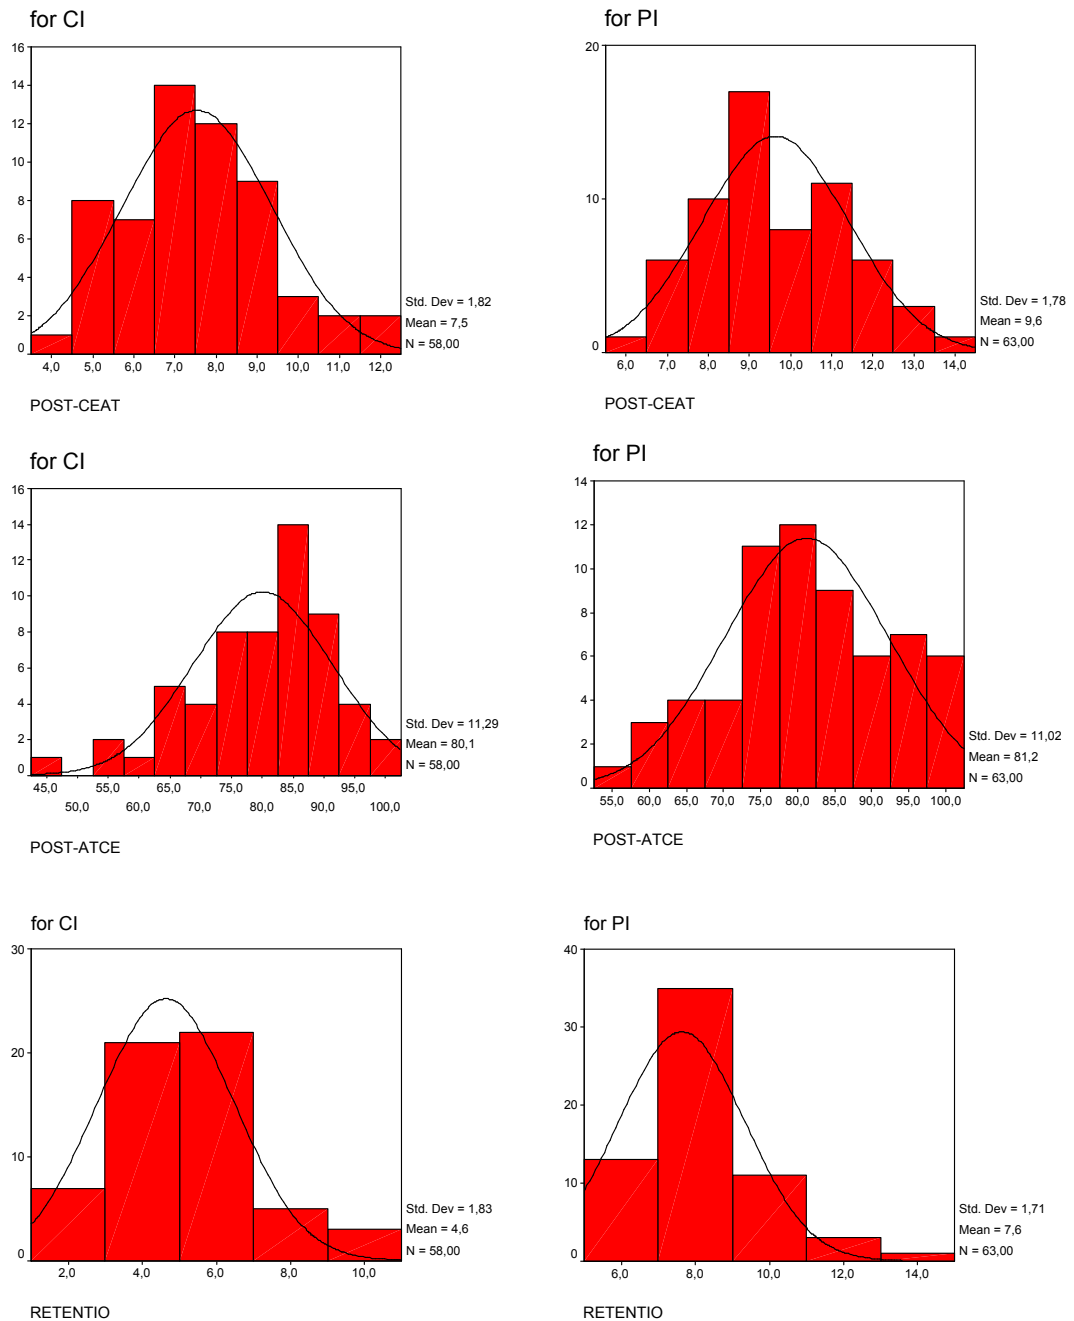 for CI
16
14
12
10
8
6
4
2
0
4,0 5,0 6,0 7,0 8,0 9,0 10,0 11,0 12,0
Std. Dev = 1,82
Mean = 7,5
N = 58,00
POST-CEAT
for PI
20
10
0
6,0 7,0 8,0 9,0 10,0 11,0 12,0 13,0 14,0
Std. Dev = 1,78
Mean = 9,6
N = 63,00
POST-CEAT
for CI
16
14
12
10
8
6
4
2
0
45,0 55,0 65,0 75,0 85,0 95,0
50,0 60,0 70,0 80,0 90,0 100,0
Std. Dev = 11,29
Mean = 80,1
N = 58,00
POST-ATCE
for PI
14
12
10
8
6
4
2
0
55,0 60,0 65,0 70,0 75,0 80,0 85,0 90,0 95,0 100,0
Std. Dev = 11,02
Mean = 81,2
N = 63,00
POST-ATCE
for CI
30
20
10
0
2,0 4,0 6,0 8,0 10,0
Std. Dev = 1,83
Mean = 4,6
N = 58,00
RETENTIO
for PI
40
30
20
10
0
6,0 8,0 10,0 12,0 14,0
Std. Dev = 1,71
Mean = 7,6
N = 63,00
RETENTIO